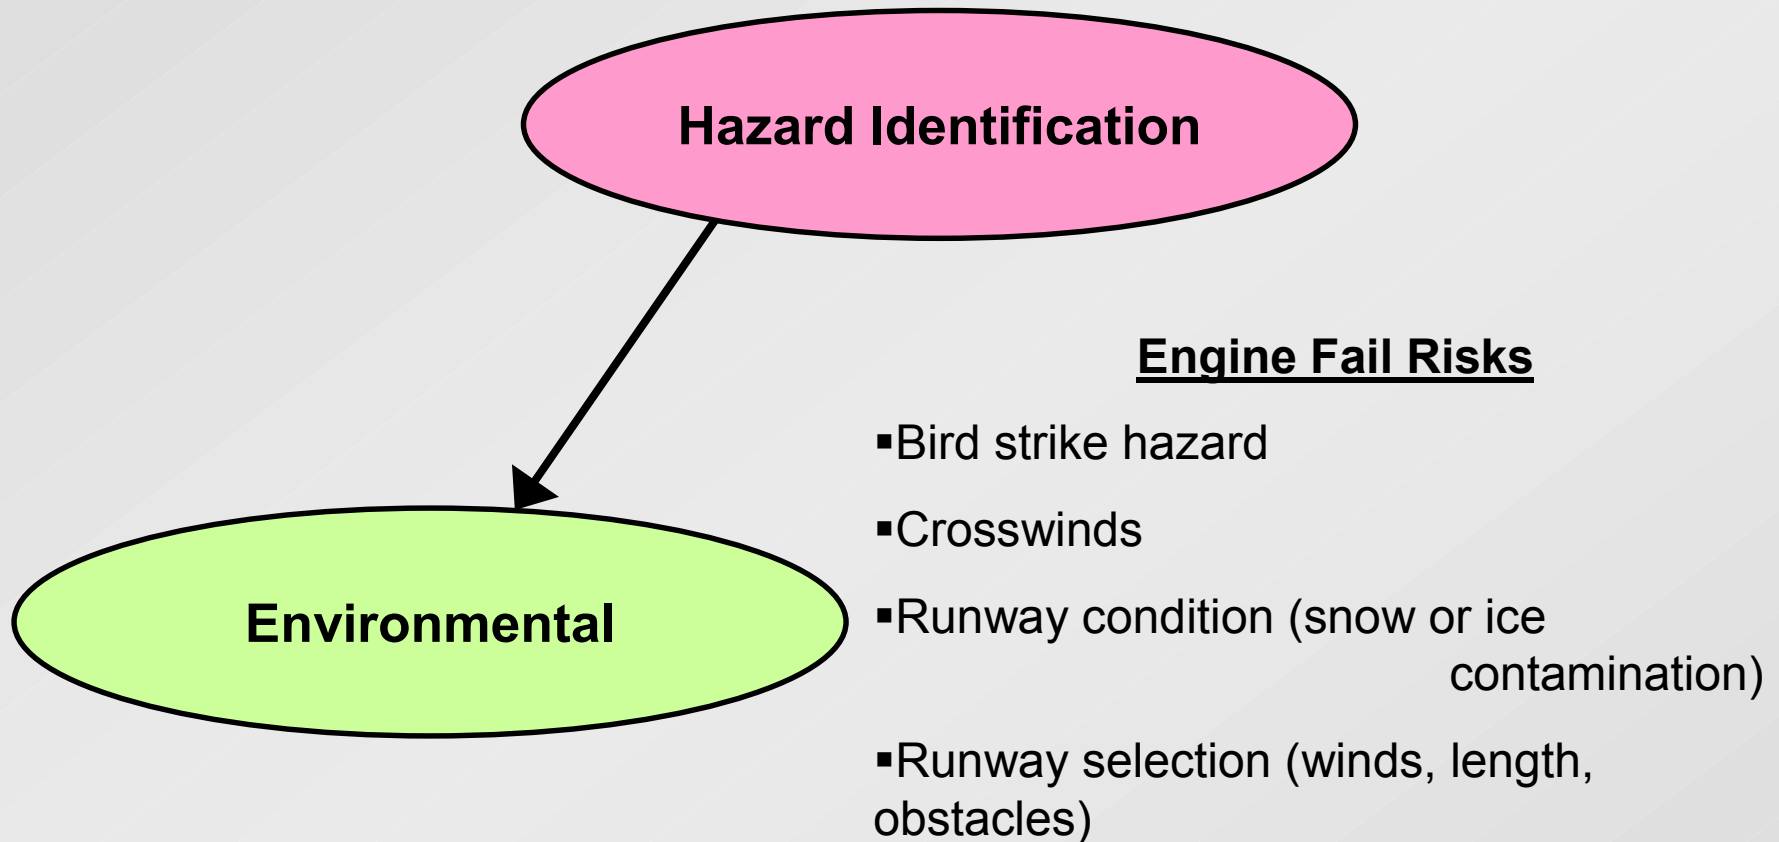 Hazard Identification
Engine Fail Risks
▪Bird strike hazard
▪Crosswinds
Environmental
▪Runway condition (snow or ice
contamination)
▪Runway selection (winds, length,
obstacles)